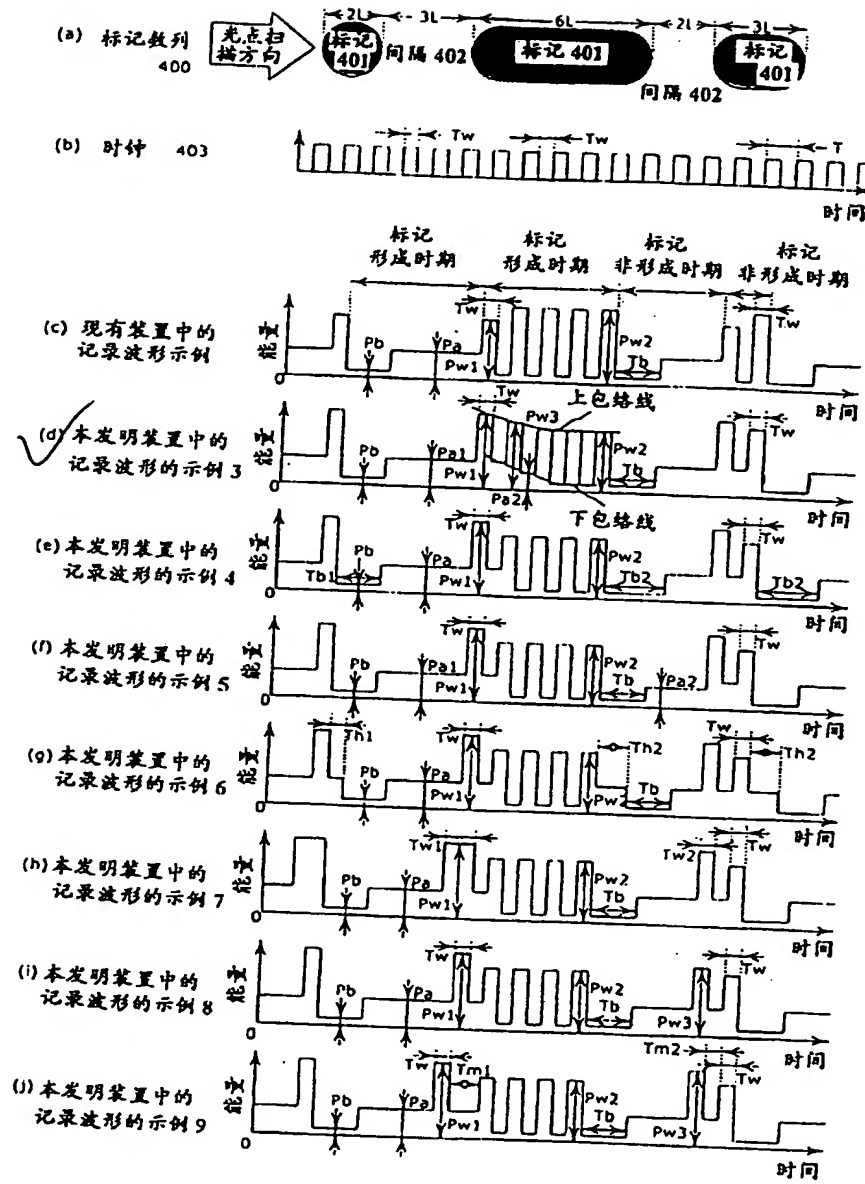 2L 3L 6L 2L 3L
(a) 标记数列 400
光点扫描方向
标记 401
间隔 402
标记 401
间隔 402
标记 401
(b) 时钟 403
Tw Tw T
时间
标记形成时期 标记形成时期 标记非形成时期 标记非形成时期
(c) 现有装置中的
记录波形示例
能量
0 Pb Pa Pw1 Tw Pw2 Tb Tw
时间
(d) 本发明装置中的
记录波形的示例 3
能量
0 Pb Pa1 Pw1 Tw Pw3 上包络线 Pa2 下包络线 Pw2 Tb Tw
时间
(e) 本发明装置中的
记录波形的示例 4
能量
0 Tb1 Pb Pa Pw1 Tw Pw2 Tb2 Tw Tb2
时间
(f) 本发明装置中的
记录波形的示例 5
能量
0 Pb Pa1 Pw1 Tw Pw2 Tb Pa2 Tw
时间
(g) 本发明装置中的
记录波形的示例 6
能量
0 Th1 Pb Pa Pw1 Tw Pw2 Th2 Tb Tw Th2
时间
(h) 本发明装置中的
记录波形的示例 7
能量
0 Pb Pa Pw1 Tw1 Pw2 Tb Tw2 Tw
时间
(i) 本发明装置中的
记录波形的示例 8
能量
0 Pb Pa Pw1 Tw Pw2 Tb Pw3 Tw
时间
(j) 本发明装置中的
记录波形的示例 9
能量
0 Pb Pa Pw1 Tw Tm1 Pw2 Tb Pw3 Tm2 Tw
时间